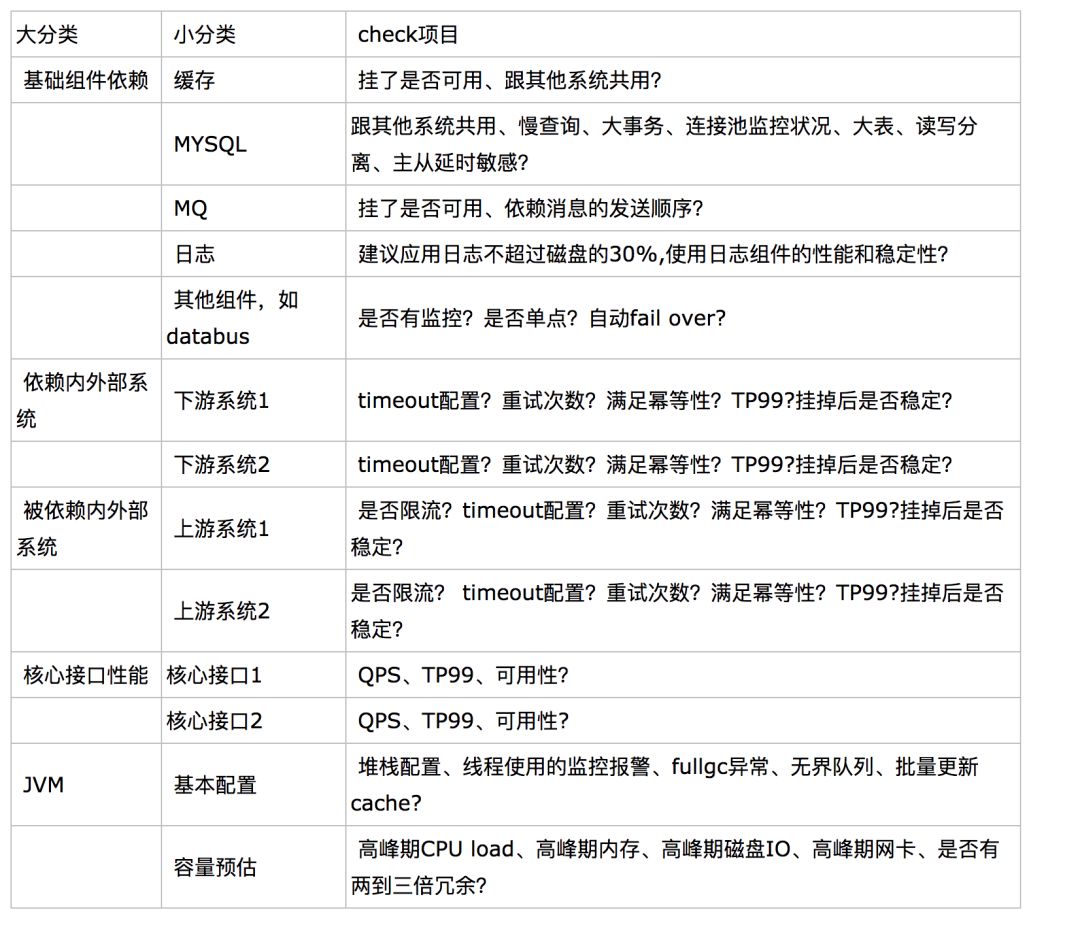 大分类 小分类 check项目
基础组件依赖 缓存 挂了是否可用、跟其他系统共用?
MYSQL
跟其他系统共用、慢查询、大事务、连接池监控状况、大表、读写分
离、主从延时敏感?
MQ 挂了是否可用、依赖消息的发送顺序?
日志 建议应用日志不超过磁盘的30%,使用日志组件的性能和稳定性?
其他组件，如
databus
是否有监控？是否单点？自动fail over?
依赖内外部系
统
下游系统1 timeout配置？重试次数？满足幂等性？TP99?挂掉后是否稳定?
下游系统2 timeout配置？重试次数？满足幂等性？TP99?挂掉后是否稳定?
被依赖内外部
系统
上游系统1
是否限流？timeout配置？重试次数？满足幂等性？TP99?挂掉后是否
稳定?
上游系统2
是否限流？ timeout配置？重试次数？满足幂等性？TP99?挂掉后是否
稳定?
核心接口性能 核心接口1 QPS、TP99、可用性?
核心接口2 QPS、TP99、可用性?
JVM 基本配置
堆栈配置、线程使用的监控报警、fullgc异常、无界队列、批量更新
cache?
容量预估
高峰期CPU load、高峰期内存、高峰期磁盘IO、高峰期网卡、是否有
两到三倍冗余?